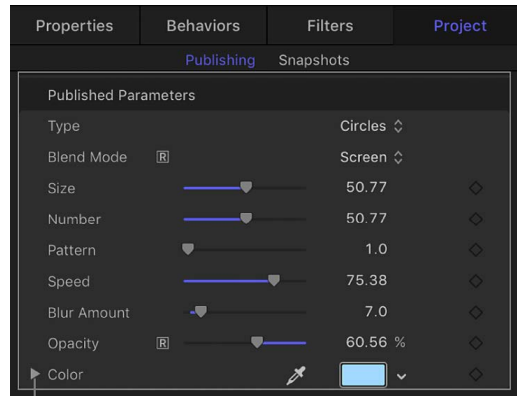 Properties Behaviors Filters Project
Publishing Snapshots
Published Parameters
Type Circles
Blend Mode R Screen
Size 50.77
Number 50.77
Pattern 1.0
Speed 75.38
Blur Amount 7.0
Opacity R 60.56 %
Color